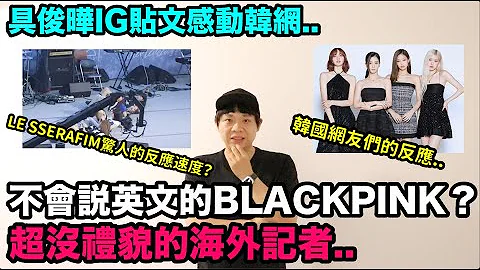 具俊曄IG貼文感動韓網..
LE SSERAFIM驚人的反應速度?
韓國網友們的反應..
不會説英文的BLACKPINK?
超沒禮貌的海外記者..